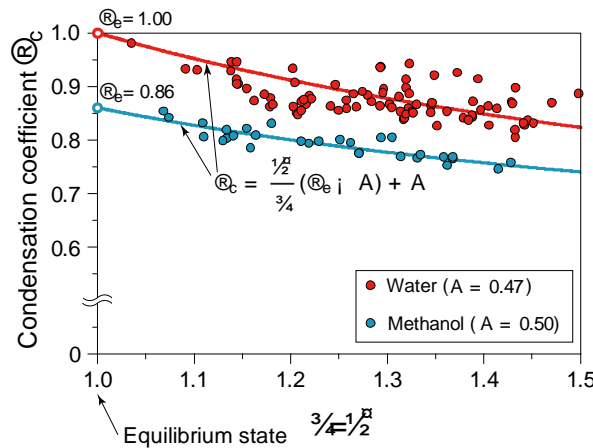 ®e = 1.00
®e = 0.86
Condensation coefficient ®c
1.0
0.9
0.8
0.7
0.6
0
®c = ½¤/¾ (®e ¡ A) + A
Water (A = 0.47)
Methanol (A = 0.50)
1.0 1.1 1.2 1.3 1.4 1.5
Equilibrium state
¾=½¤